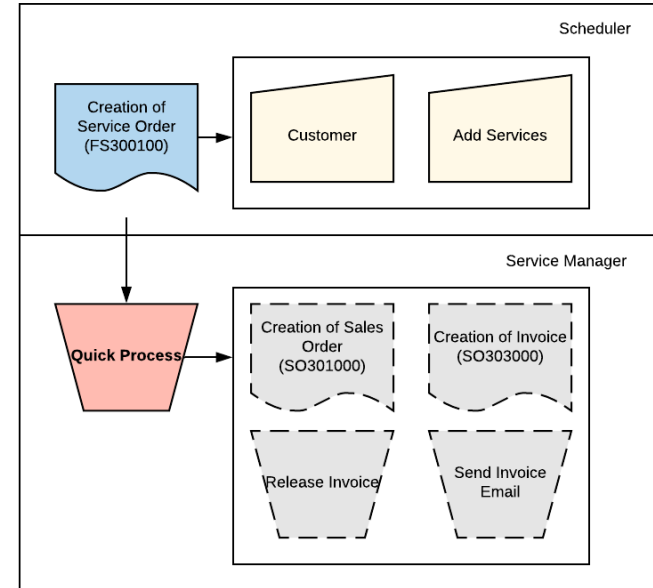 Scheduler
Creation of
Service Order
(FS300100)
Customer
Add Services
Service Manager
Quick Process
Creation of Sales
Order
(SO301000)
Creation of Invoice
(SO303000)
Release Invoice
Send Invoice
Email